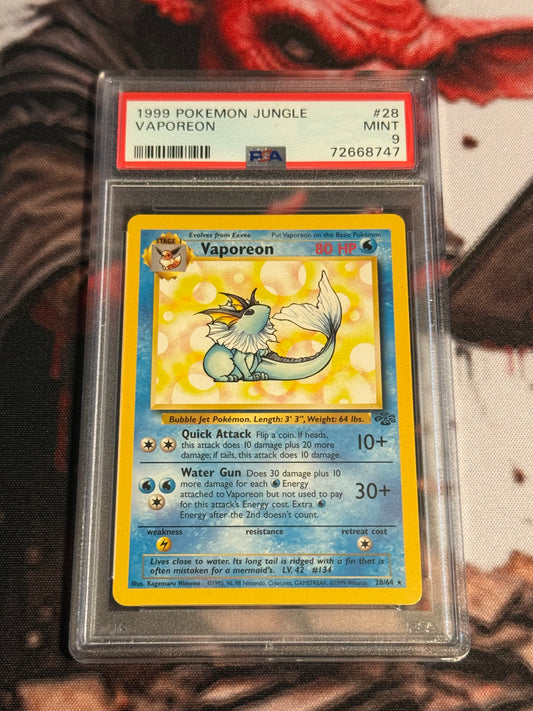 1999 POKEMON JUNGLE #28
VAPOREON MINT
9
PSA 72668747
Evolves from Eevee Put Vaporeon on the Basic Pokémon
STAGE 1 Vaporeon 80 HP
Bubble Jet Pokémon. Length: 3' 3", Weight: 64 lbs.
Quick Attack Flip a coin. If heads,
this attack does 10 damage plus 20 more
damage; if tails, this attack does 10 damage.
10+
Water Gun Does 30 damage plus 10
more damage for each Energy
attached to Vaporeon but not used to pay
for this attack's Energy cost. Extra
Energy after the 2nd doesn't count.
30+
weakness resistance retreat cost
Lives close to water. Its long tail is ridged with a fin that is
often mistaken for a mermaid's. LV. 42 #134
Illus. Kagemaru Himeno ©1995, 96, 98 Nintendo, Creatures, GAMEFREAK. ©1999 Wizards. 28/64 ★